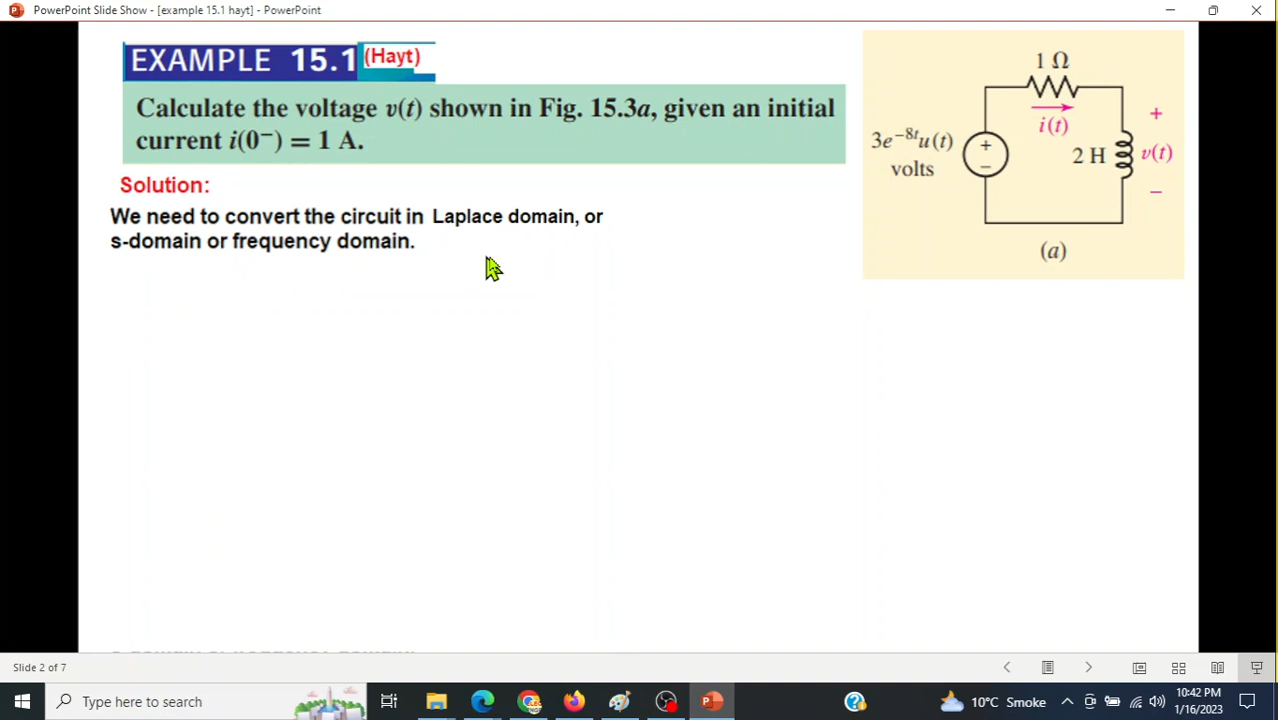 PowerPoint Slide Show - [example 15.1 hayt] - PowerPoint
EXAMPLE 15.1 (Hayt)
Calculate the voltage v(t) shown in Fig. 15.3a, given an initial
current i(0⁻) = 1 A.
Solution:
We need to convert the circuit in Laplace domain, or
s-domain or frequency domain.
1 Ω
i(t)
3e⁻⁸ᵗu(t)
volts
+
−
2 H
+
v(t)
−
(a)
Slide 2 of 7
Type here to search
10°C Smoke
10:42 PM
1/16/2023